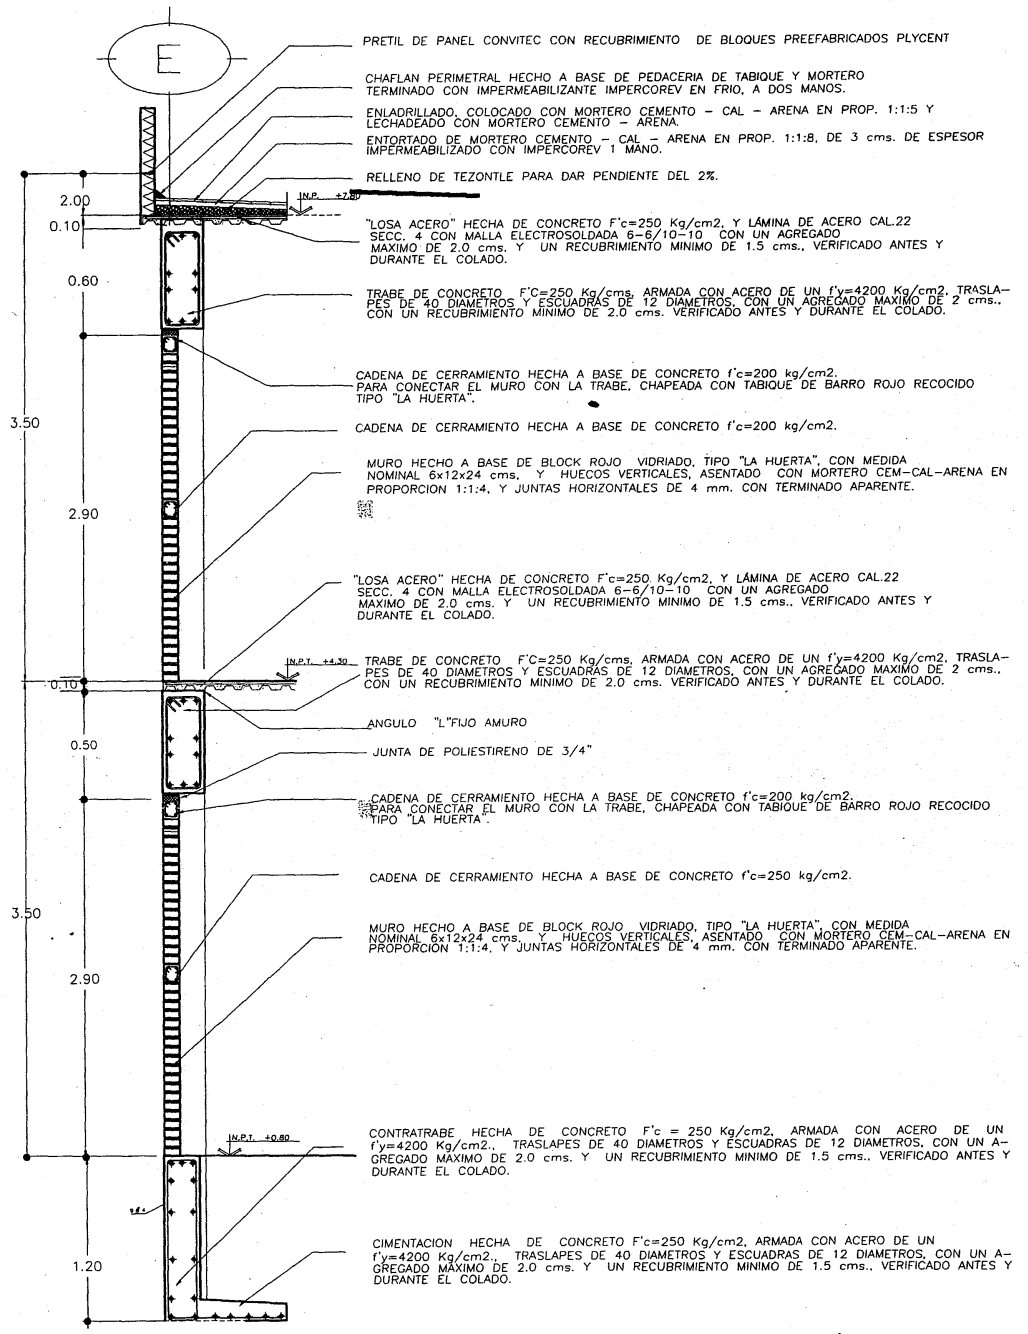 E
PRETIL DE PANEL CONVITEC CON RECUBRIMIENTO DE BLOQUES PREEFABRICADOS PLYCENT
CHAFLAN PERIMETRAL HECHO A BASE DE PEDACERIA DE TABIQUE Y MORTERO
TERMINADO CON IMPERMEABILIZANTE IMPERCOREV EN FRIO, A DOS MANOS.
ENLADRILLADO, COLOCADO CON MORTERO CEMENTO - CAL - ARENA EN PROP. 1:1:5 Y
LECHADEADO CON MORTERO CEMENTO - ARENA.
ENTORTADO DE MORTERO CEMENTO - CAL - ARENA EN PROP. 1:1:8, DE 3 cms. DE ESPESOR
IMPERMEABILIZADO CON IMPERCOREV 1 MANO.
RELLENO DE TEZONTLE PARA DAR PENDIENTE DEL 2%.
N.P. +7.80
2.00
0.10
"LOSA ACERO" HECHA DE CONCRETO F'c=250 Kg/cm2, Y LÁMINA DE ACERO CAL.22
SECC. 4 CON MALLA ELECTROSOLDADA 6-6/10-10 CON UN AGREGADO
MAXIMO DE 2.0 cms. Y UN RECUBRIMIENTO MINIMO DE 1.5 cms., VERIFICADO ANTES Y
DURANTE EL COLADO.
0.60
TRABE DE CONCRETO F'C=250 Kg/cms, ARMADA CON ACERO DE UN f'y=4200 Kg/cm2, TRASLA-
PES DE 40 DIAMETROS Y ESCUADRAS DE 12 DIAMETROS, CON UN AGREGADO MAXIMO DE 2 cms.,
CON UN RECUBRIMIENTO MINIMO DE 2.0 cms. VERIFICADO ANTES Y DURANTE EL COLADO.
CADENA DE CERRAMIENTO HECHA A BASE DE CONCRETO f'c=200 kg/cm2.
PARA CONECTAR EL MURO CON LA TRABE, CHAPEADA CON TABIQUE DE BARRO ROJO RECOCIDO
TIPO "LA HUERTA".
3.50
CADENA DE CERRAMIENTO HECHA A BASE DE CONCRETO f'c=200 kg/cm2.
MURO HECHO A BASE DE BLOCK ROJO VIDRIADO, TIPO "LA HUERTA", CON MEDIDA
NOMINAL 6x12x24 cms, Y HUECOS VERTICALES, ASENTADO CON MORTERO CEM-CAL-ARENA EN
PROPORCION 1:1:4, Y JUNTAS HORIZONTALES DE 4 mm. CON TERMINADO APARENTE.
2.90
"LOSA ACERO" HECHA DE CONCRETO F'c=250 Kg/cm2, Y LÁMINA DE ACERO CAL.22
SECC. 4 CON MALLA ELECTROSOLDADA 6-6/10-10 CON UN AGREGADO
MAXIMO DE 2.0 cms. Y UN RECUBRIMIENTO MINIMO DE 1.5 cms., VERIFICADO ANTES Y
DURANTE EL COLADO.
N.P.T. +4.30
TRABE DE CONCRETO F'C=250 Kg/cms, ARMADA CON ACERO DE UN f'y=4200 Kg/cm2, TRASLA-
PES DE 40 DIAMETROS Y ESCUADRAS DE 12 DIAMETROS, CON UN AGREGADO MAXIMO DE 2 cms.,
CON UN RECUBRIMIENTO MINIMO DE 2.0 cms. VERIFICADO ANTES Y DURANTE EL COLADO.
0.10
ANGULO "L"FIJO AMURO
0.50
JUNTA DE POLIESTIRENO DE 3/4"
CADENA DE CERRAMIENTO HECHA A BASE DE CONCRETO f'c=200 kg/cm2.
PARA CONECTAR EL MURO CON LA TRABE, CHAPEADA CON TABIQUE DE BARRO ROJO RECOCIDO
TIPO "LA HUERTA".
CADENA DE CERRAMIENTO HECHA A BASE DE CONCRETO f'c=250 kg/cm2.
3.50
MURO HECHO A BASE DE BLOCK ROJO VIDRIADO, TIPO "LA HUERTA", CON MEDIDA
NOMINAL 6x12x24 cms, Y HUECOS VERTICALES, ASENTADO CON MORTERO CEM-CAL-ARENA EN
PROPORCION 1:1:4, Y JUNTAS HORIZONTALES DE 4 mm. CON TERMINADO APARENTE.
2.90
N.P.T. +0.80
CONTRATRABE HECHA DE CONCRETO F'c = 250 Kg/cm2, ARMADA CON ACERO DE UN
f'y=4200 Kg/cm2., TRASLAPES DE 40 DIAMETROS Y ESCUADRAS DE 12 DIAMETROS, CON UN A-
GREGADO MAXIMO DE 2.0 cms. Y UN RECUBRIMIENTO MINIMO DE 1.5 cms., VERIFICADO ANTES Y
DURANTE EL COLADO.
CIMENTACION HECHA DE CONCRETO F'c=250 Kg/cm2, ARMADA CON ACERO DE UN
f'y=4200 Kg/cm2., TRASLAPES DE 40 DIAMETROS Y ESCUADRAS DE 12 DIAMETROS, CON UN A-
GREGADO MAXIMO DE 2.0 cms. Y UN RECUBRIMIENTO MINIMO DE 1.5 cms., VERIFICADO ANTES Y
DURANTE EL COLADO.
1.20